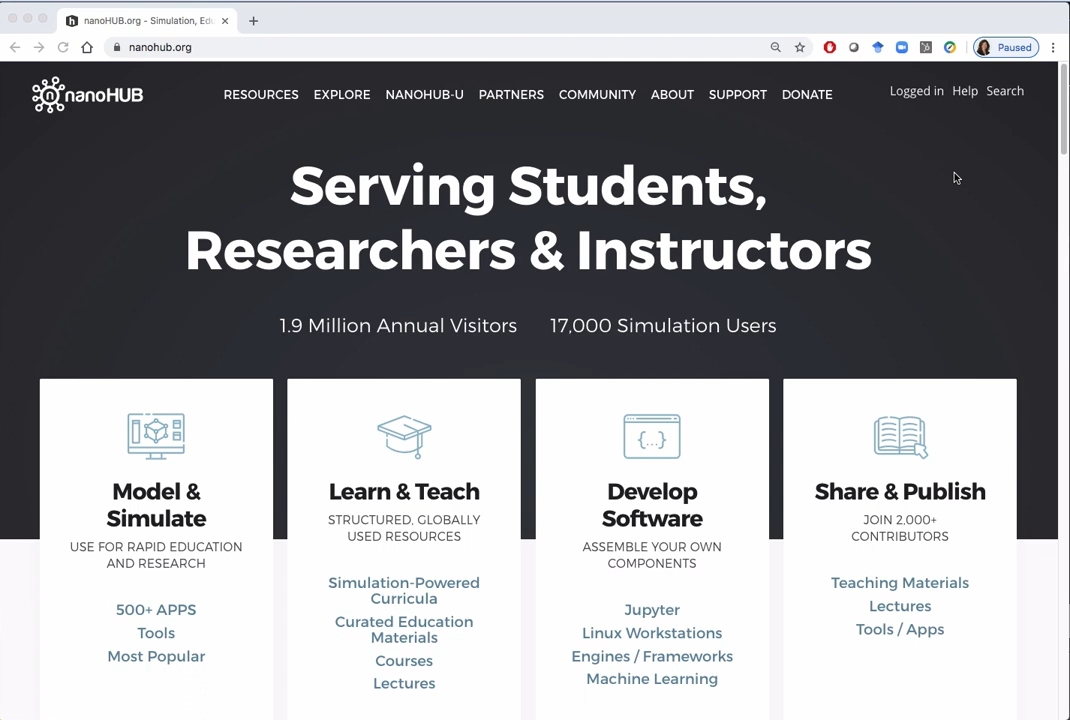 nanoHUB.org - Simulation, Edu
nanohub.org
Paused
nanoHUB
RESOURCES EXPLORE NANOHUB-U PARTNERS COMMUNITY ABOUT SUPPORT DONATE
Logged in Help Search
Serving Students,
Researchers & Instructors
1.9 Million Annual Visitors 17,000 Simulation Users
Model &
Simulate
USE FOR RAPID EDUCATION
AND RESEARCH
500+ APPS
Tools
Most Popular
Learn & Teach
STRUCTURED, GLOBALLY
USED RESOURCES
Simulation-Powered
Curricula
Curated Education
Materials
Courses
Lectures
Develop
Software
ASSEMBLE YOUR OWN
COMPONENTS
Jupyter
Linux Workstations
Engines / Frameworks
Machine Learning
Share & Publish
JOIN 2,000+
CONTRIBUTORS
Teaching Materials
Lectures
Tools / Apps